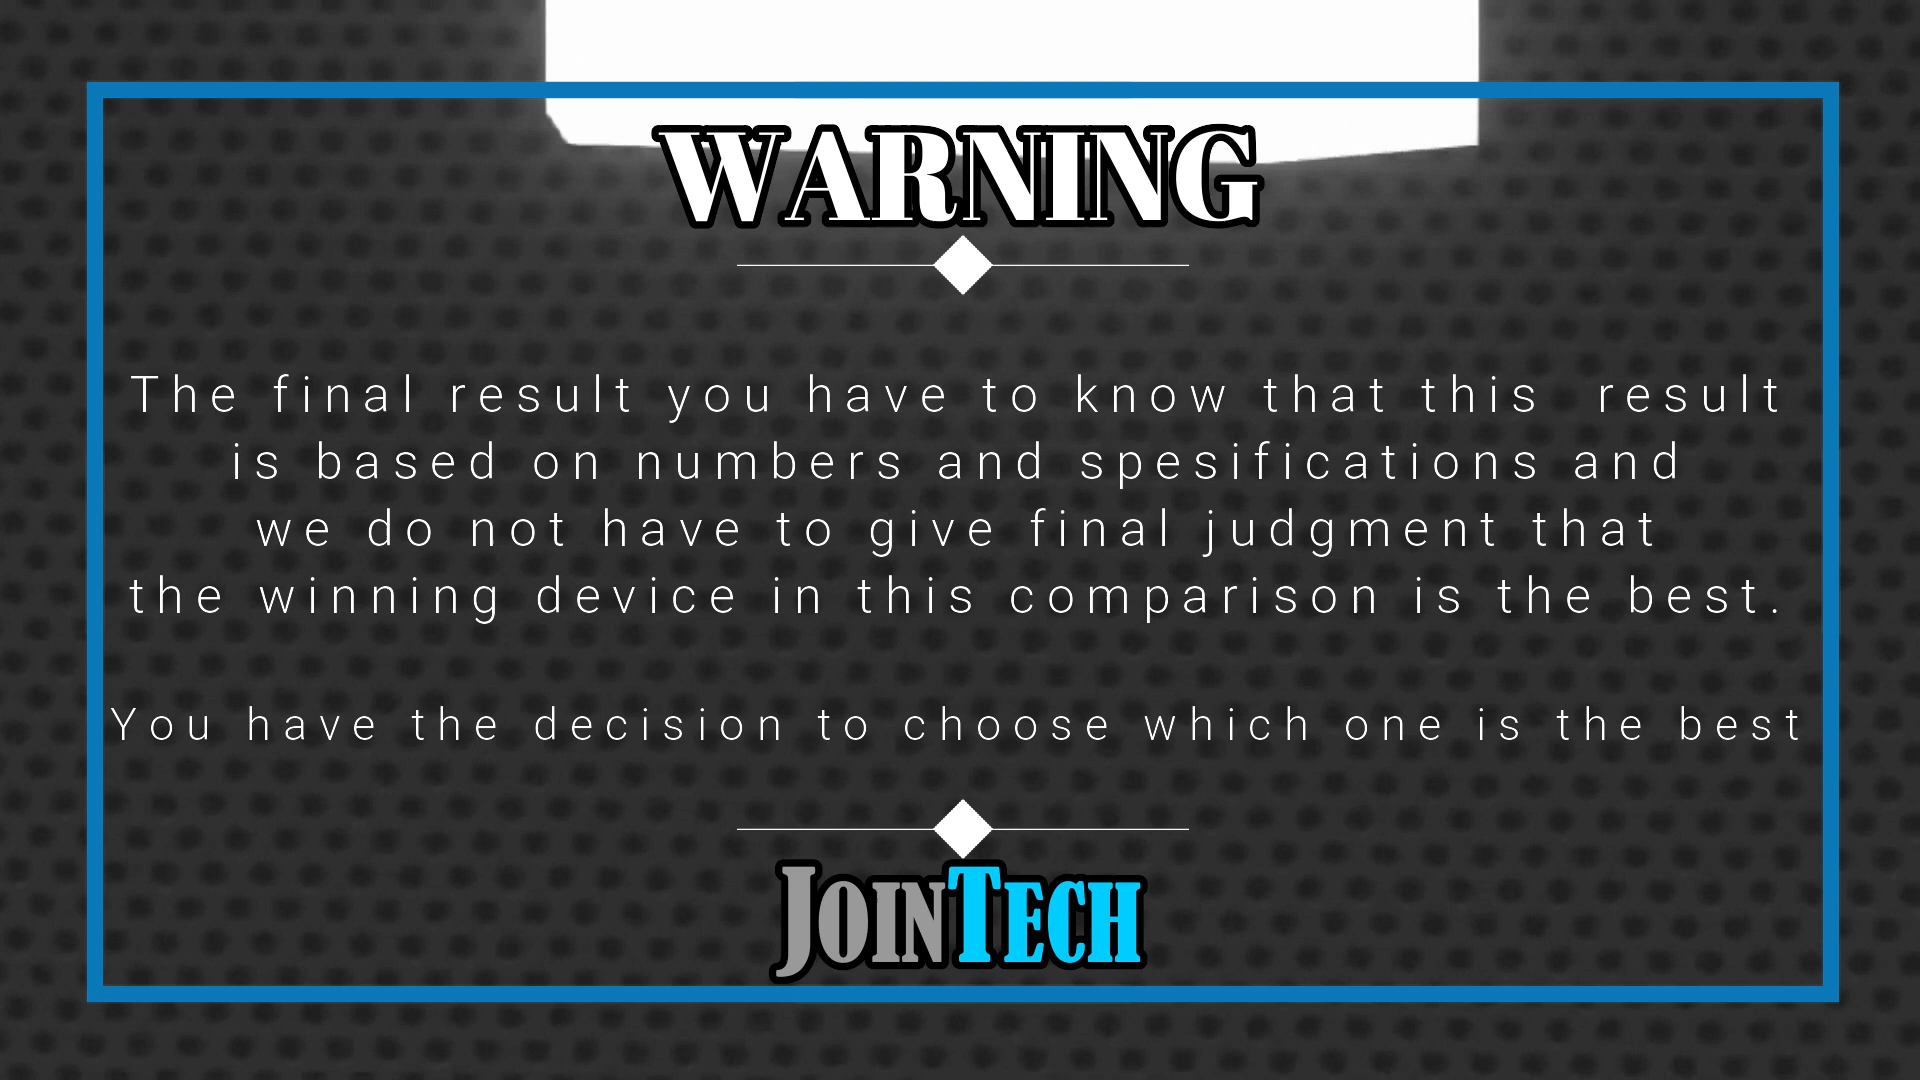 WARNING
The final result you have to know that this result
is based on numbers and spesifications and
we do not have to give final judgment that
the winning device in this comparison is the best.
You have the decision to choose which one is the best
JOINTECH